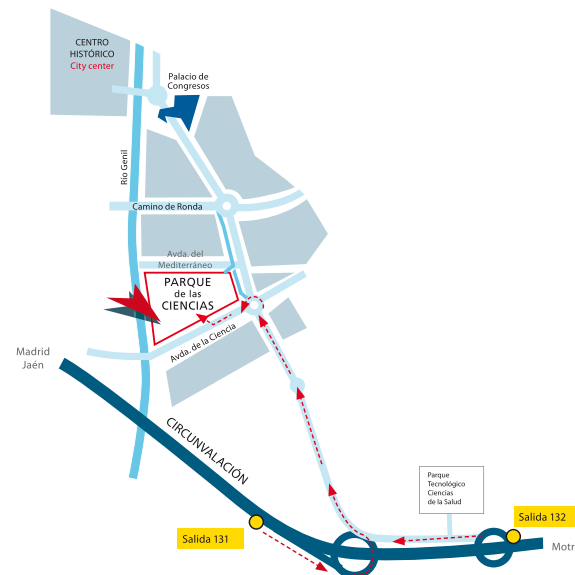 CENTRO
HISTÓRICO
City center
Palacio de
Congresos
Río Genil
Camino de Ronda
Avda. del
Mediterráneo
PARQUE
de las
CIENCIAS
Avda. de la Ciencia
Madrid
Jaén
CIRCUNVALACIÓN
Parque
Tecnológico
Ciencias
de la Salud
Salida 132
Salida 131
Motr